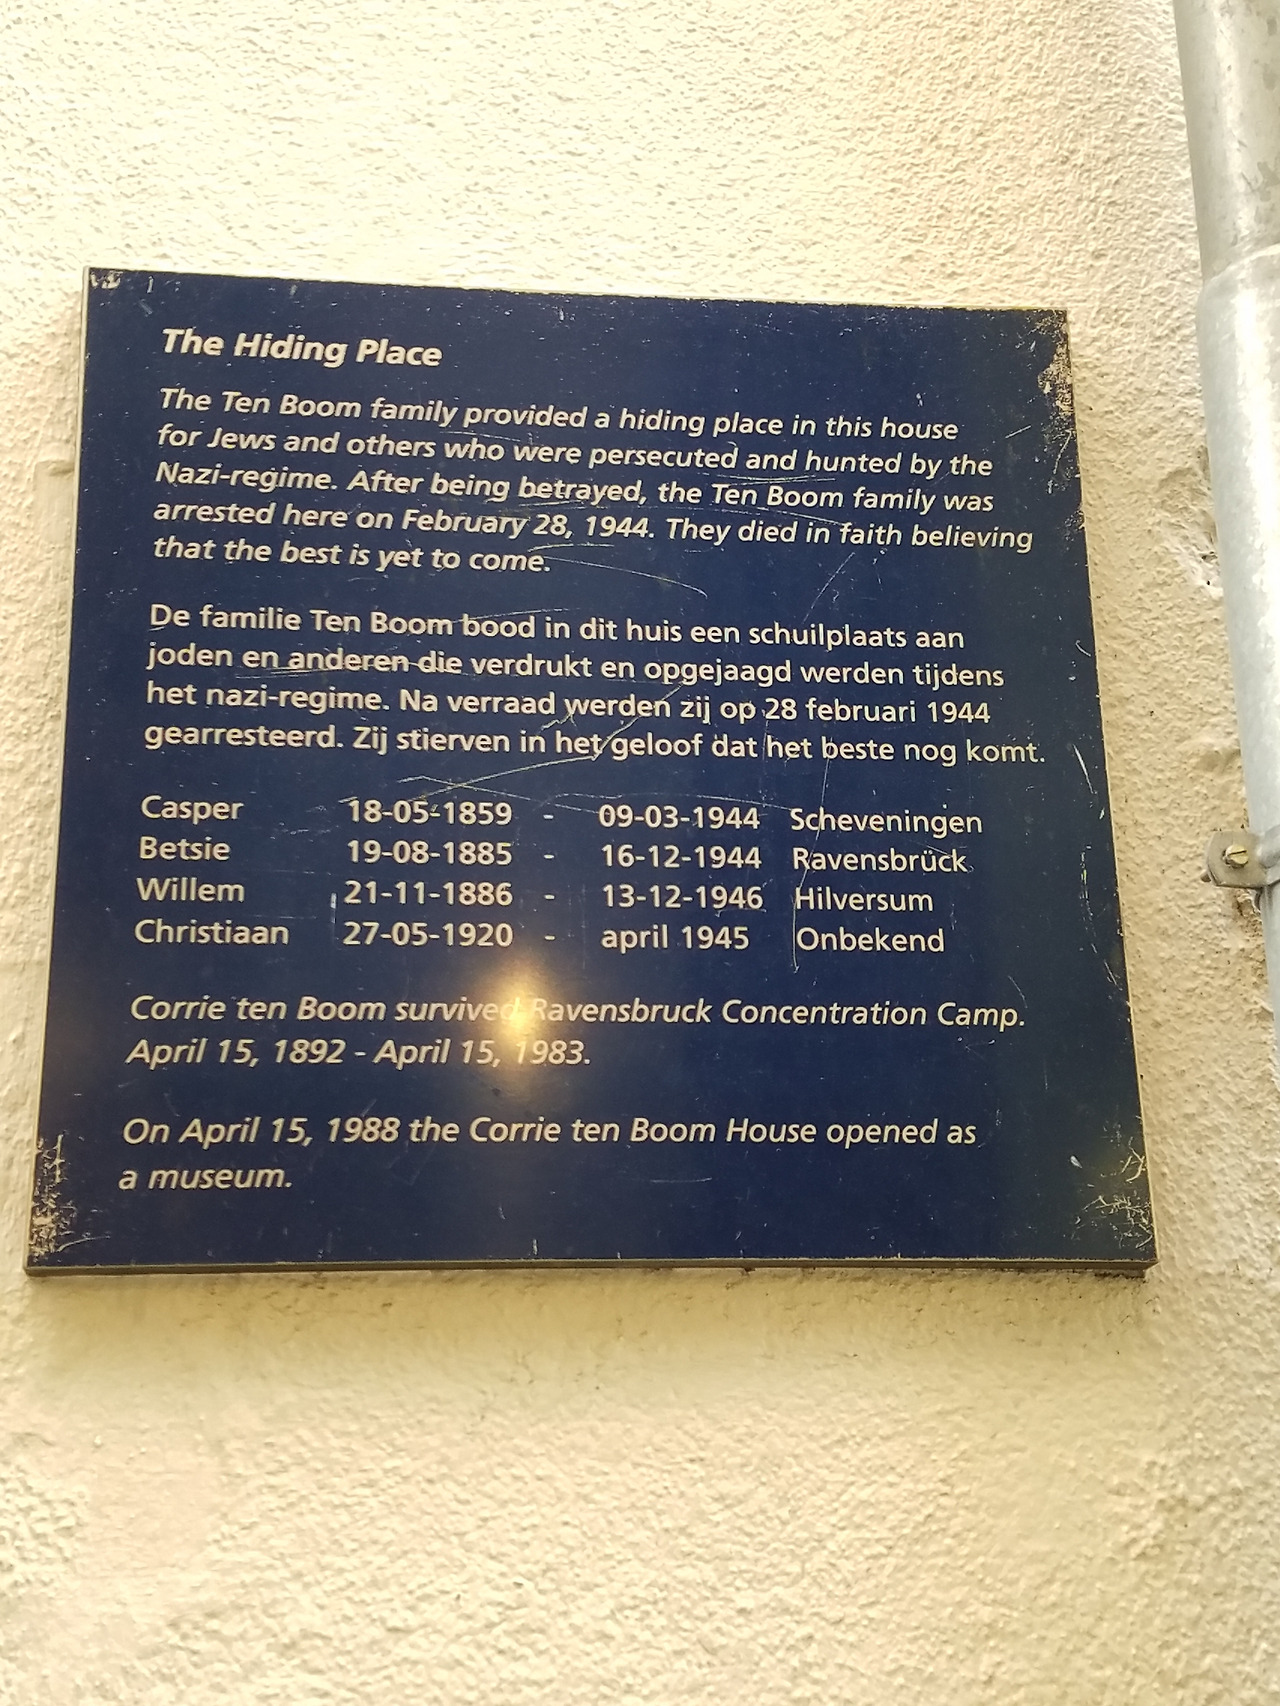 The Hiding Place
The Ten Boom family provided a hiding place in this house
for Jews and others who were persecuted and hunted by the
Nazi-regime. After being betrayed, the Ten Boom family was
arrested here on February 28, 1944. They died in faith believing
that the best is yet to come.
De familie Ten Boom bood in dit huis een schuilplaats aan
joden en anderen die verdrukt en opgejaagd werden tijdens
het nazi-regime. Na verraad werden zij op 28 februari 1944
gearresteerd. Zij stierven in het geloof dat het beste nog komt.
Casper 18-05-1859 - 09-03-1944 Scheveningen
Betsie 19-08-1885 - 16-12-1944 Ravensbrück
Willem 21-11-1886 - 13-12-1946 Hilversum
Christiaan 27-05-1920 - april 1945 Onbekend
Corrie ten Boom survived Ravensbruck Concentration Camp.
April 15, 1892 - April 15, 1983.
On April 15, 1988 the Corrie ten Boom House opened as
a museum.